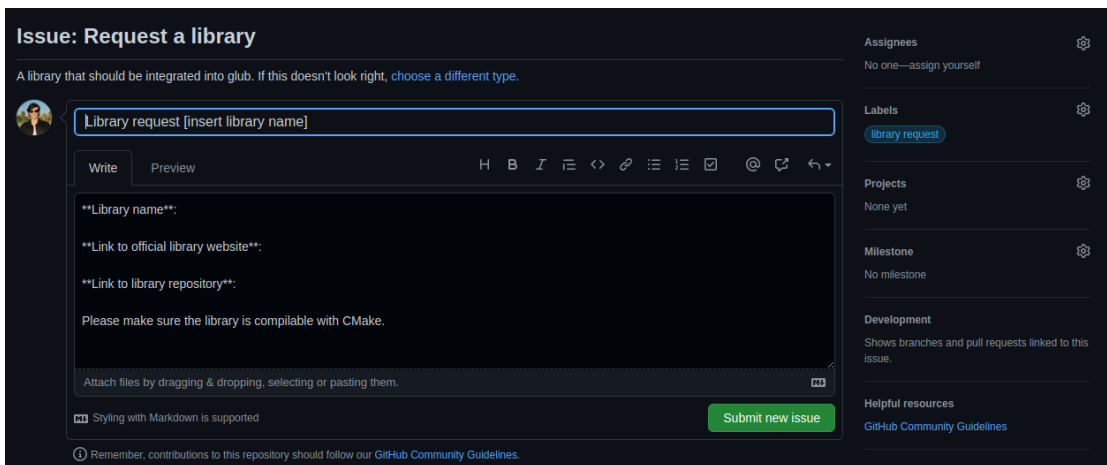 Issue: Request a library
A library that should be integrated into glub. If this doesn't look right, choose a different type.
Library request [insert library name]
Write Preview
**Library name**:
**Link to official library website**:
**Link to library repository**:
Please make sure the library is compilable with CMake.
Attach files by dragging & dropping, selecting or pasting them.
Styling with Markdown is supported
Submit new issue
Remember, contributions to this repository should follow our GitHub Community Guidelines.
Assignees
No one—assign yourself
Labels
library request
Projects
None yet
Milestone
No milestone
Development
Shows branches and pull requests linked to this
issue.
Helpful resources
GitHub Community Guidelines